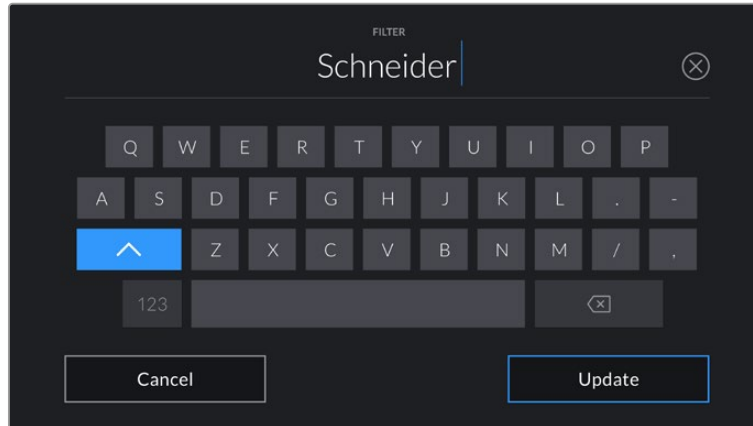 FILTER
Schneider
Q W E R T Y U I O P
A S D F G H J K L . -
Z X C V B N M / ,
123
Cancel Update